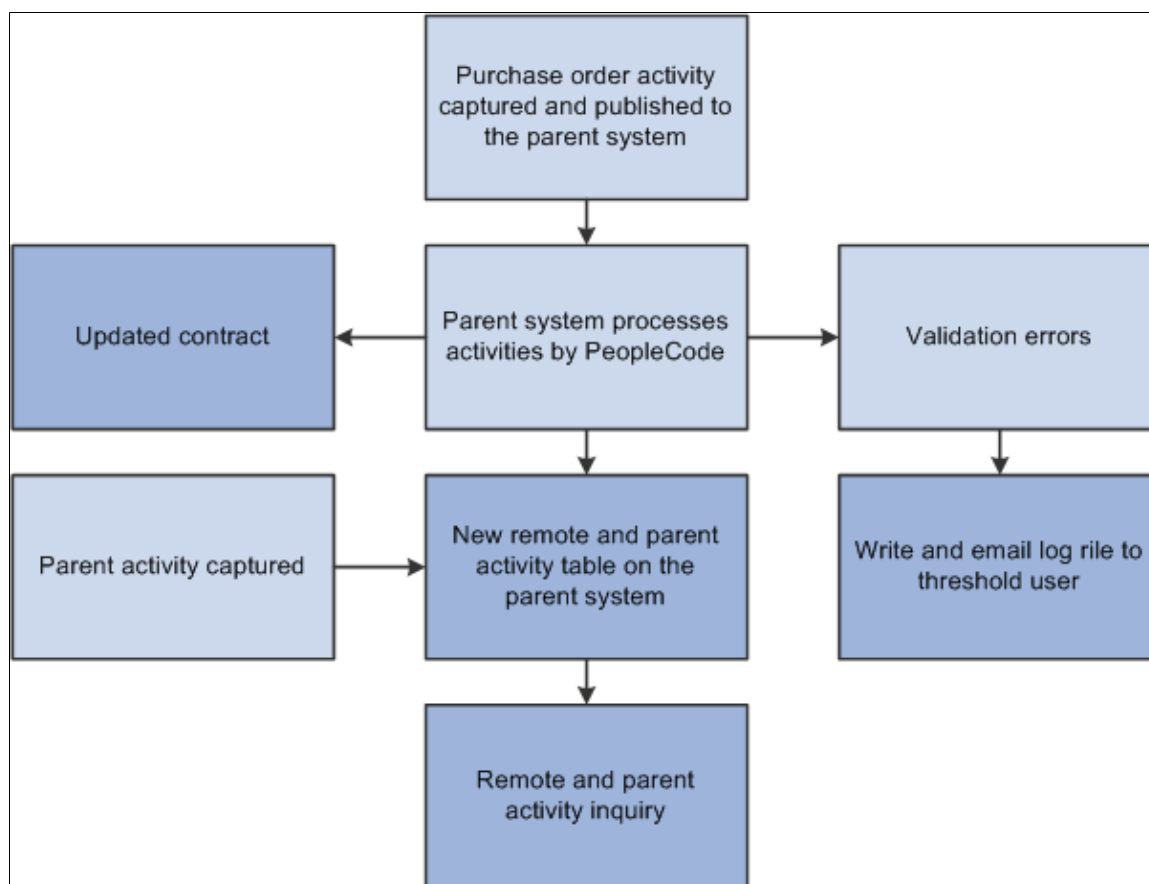 Purchase order activity
captured and published to
the parent system
Updated contract
Parent system processes
activities by PeopleCode
Validation errors
Parent activity captured
New remote and parent
activity table on the
parent system
Write and email log rile to
threshold user
Remote and parent
activity inquiry